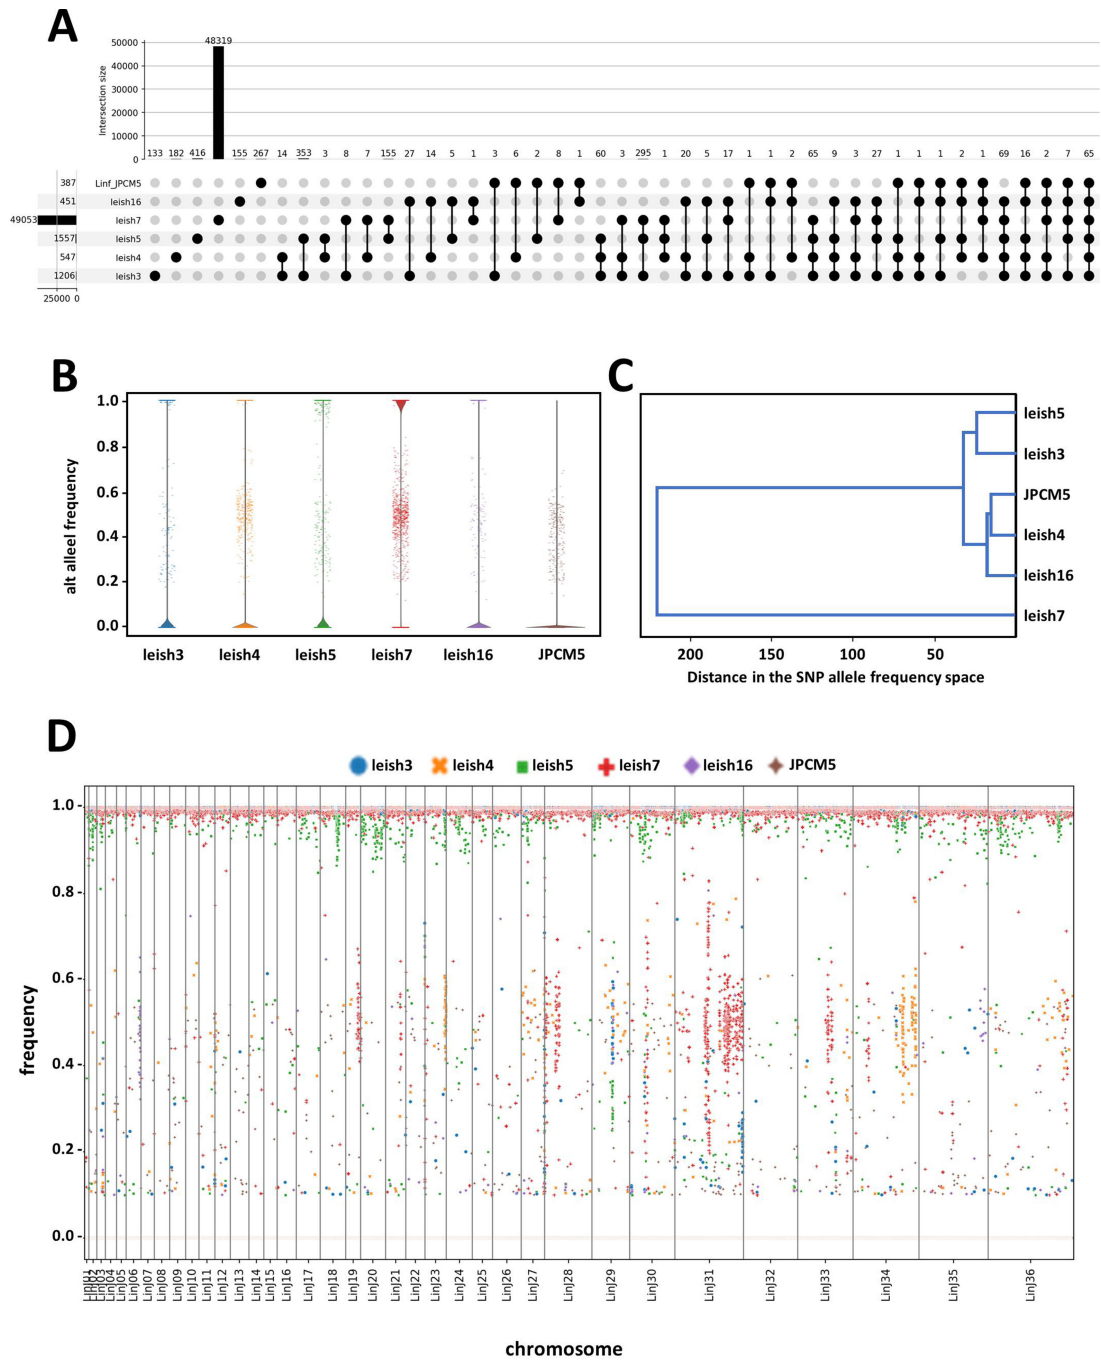 A
50000
40000
30000
20000
10000
0
Intersection size
48319
133 182 416 155 267 14 353 3 8 7 155 27 14 5 1 3 6 2 8 1 60 3 295 1 20 5 17 1 1 2 65 9 3 27 1 1 1 2 1 69 16 2 7 65
387 Linf_JPCM5
451 leish16
49053 leish7
1557 leish5
547 leish4
1206 leish3
25000 0
B
alt alleel frequency
1.0
0.8
0.6
0.4
0.2
0.0
leish3 leish4 leish5 leish7 leish16 JPCM5
C
leish5
leish3
JPCM5
leish4
leish16
leish7
200 150 100 50
Distance in the SNP allele frequency space
D
leish3 leish4 leish5 leish7 leish16 JPCM5
frequency
1.0
0.8
0.6
0.4
0.2
0.0
LinJ01 LinJ02 LinJ03 LinJ04 LinJ05 LinJ06 LinJ07 LinJ08 LinJ09 LinJ10 LinJ11 LinJ12 LinJ13 LinJ14 LinJ15 LinJ16 LinJ17 LinJ18 LinJ19 LinJ20 LinJ21 LinJ22 LinJ23 LinJ24 LinJ25 LinJ26 LinJ27 LinJ28 LinJ29 LinJ30 LinJ31 LinJ32 LinJ33 LinJ34 LinJ35 LinJ36
chromosome